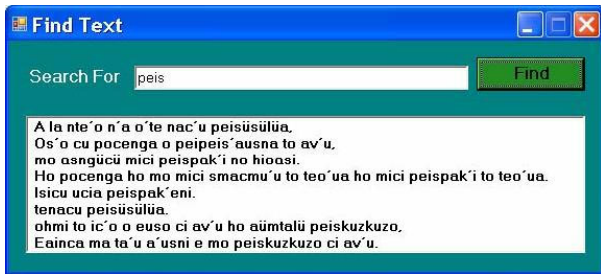 Find Text
Search For peis Find
A la nte´o n´a o´te nac´u peisüsülüa,
Os´o cu pocenga o peipeis´ausna to av´u,
mo asngücü mici peispak´i no hioasi.
Ho pocenga ho mo mici smacmu´u to teo´ua ho mici peispak´i to teo´ua.
Isicu ucia peispak´eni.
tenacu peisüsülüa.
ohmi to ic´o o euso ci av´u ho aümtalü peiskuzkuzo,
Eainca ma ta´u a´usni e mo peiskuzkuzo ci av´u.